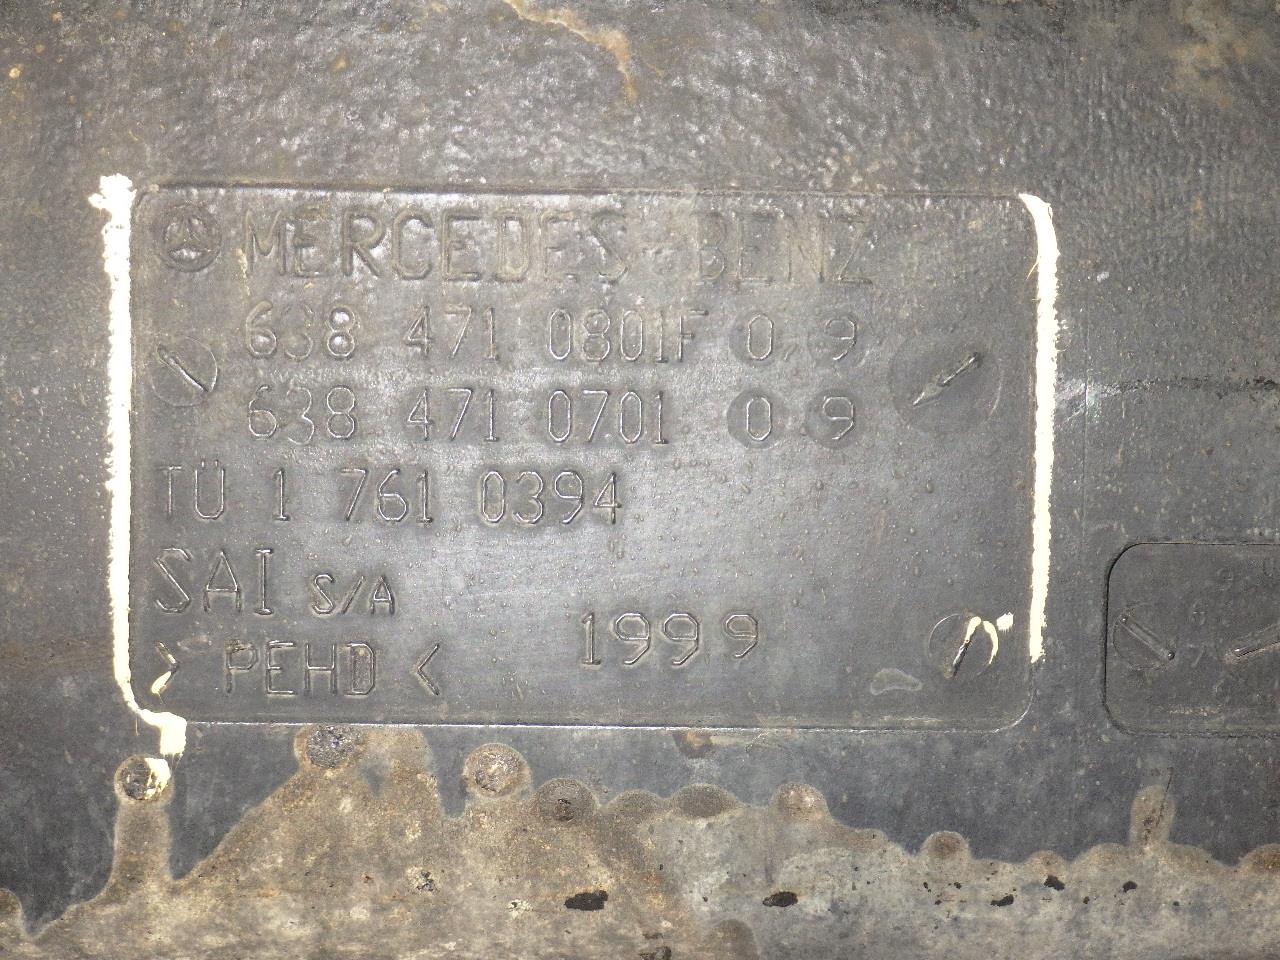 MERCEDES-BENZ
638 471 0801F 0 9
638 471 0701 0 9
TÜ 1 761 0394
SAI S/A
1999
> PEHD <